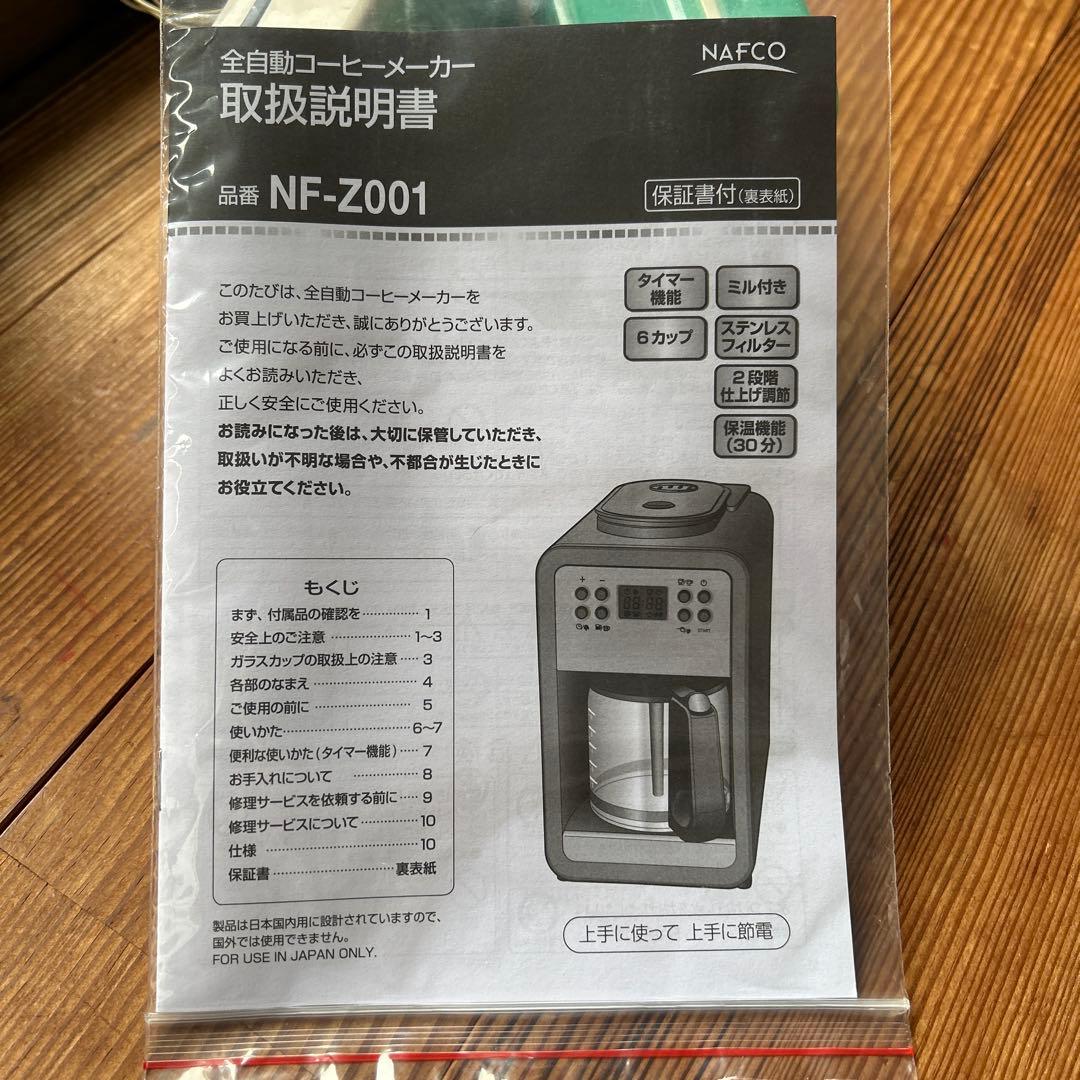 全自動コーヒーメーカー
取扱説明書
NAFCO
品番 NF-Z001
保証書付(裏表紙)
このたびは、全自動コーヒーメーカーを
お買上げいただき、誠にありがとうございます。
ご使用になる前に、必ずこの取扱説明書を
よくお読みいただき、
正しく安全にご使用ください。
お読みになった後は、大切に保管していただき、
取扱いが不明な場合や、不都合が生じたときに
お役立てください。
タイマー
機能
ミル付き
6カップ
ステンレス
フィルター
2段階
仕上げ調節
保温機能
(30分)
+ −
88:88
START
もくじ
まず、付属品の確認を…………… 1
安全上のご注意 ……………… 1〜3
ガラスカップの取扱上の注意 …… 3
各部のなまえ …………………… 4
ご使用の前に …………………… 5
使いかた………………………… 6〜7
便利な使いかた(タイマー機能)…… 7
お手入れについて …………… 8
修理サービスを依頼する前に …… 9
修理サービスについて………… 10
仕様 …………………………… 10
保証書…………………………裏表紙
製品は日本国内用に設計されていますので、
国外では使用できません。
FOR USE IN JAPAN ONLY.
上手に使って 上手に節電